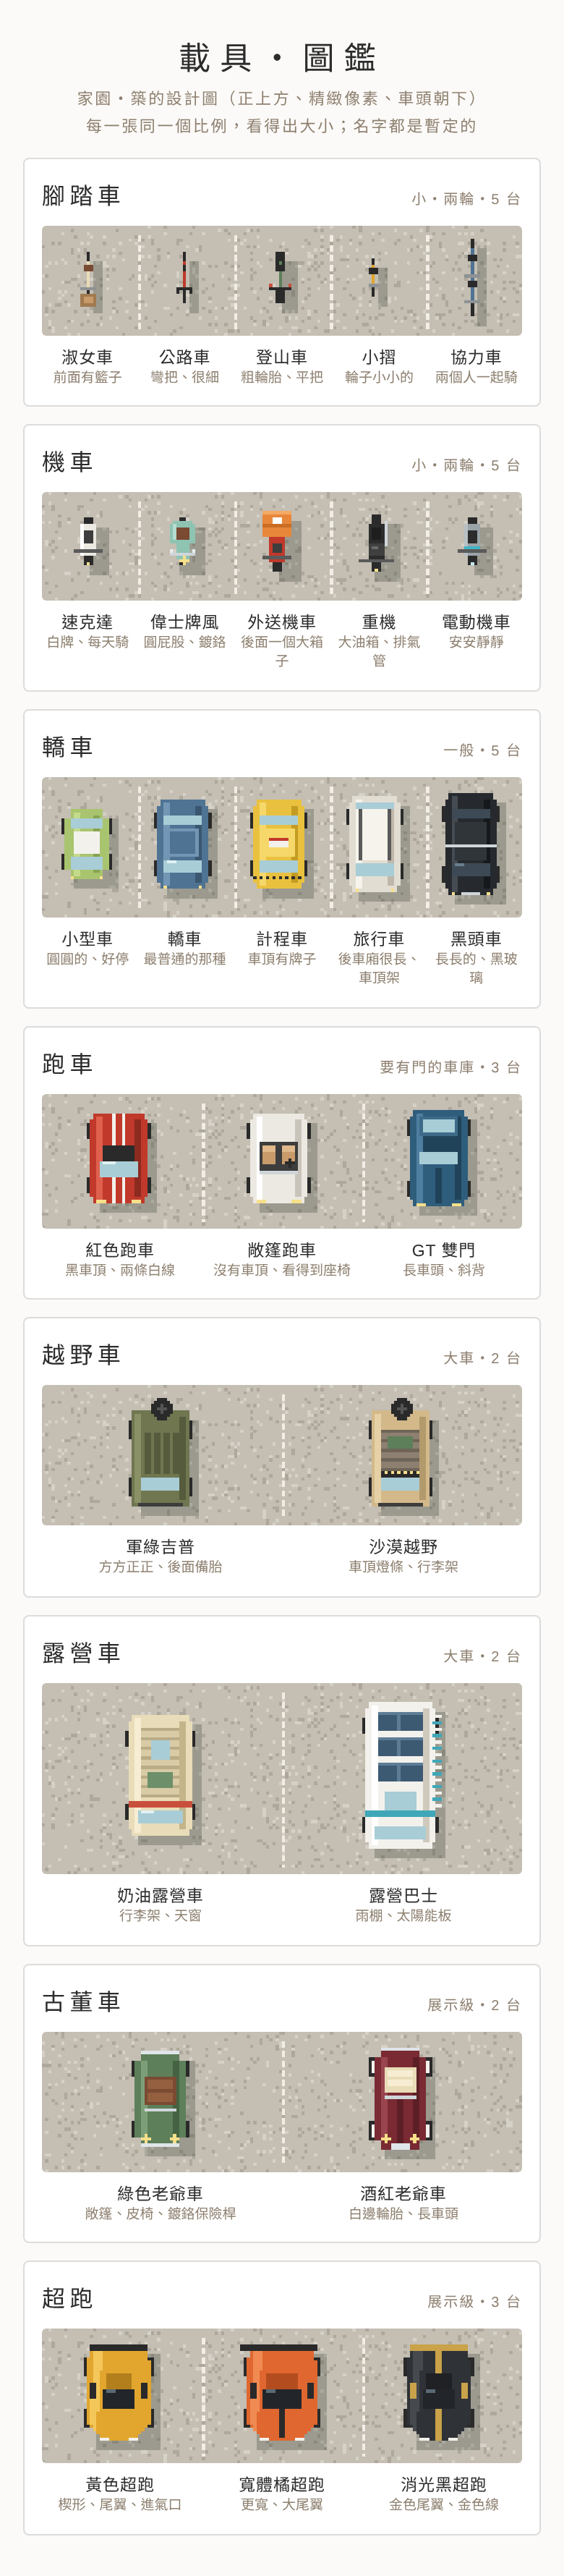 載具・圖鑑
家園・築的設計圖（正上方、精緻像素、車頭朝下）
每一張同一個比例，看得出大小；名字都是暫定的
腳踏車
小・兩輪・5 台
淑女車 公路車 登山車 小摺 協力車
前面有籃子 彎把、很細 粗輪胎、平把 輪子小小的 兩個人一起騎
機車
小・兩輪・5 台
速克達 偉士牌風 外送機車 重機 電動機車
白牌、每天騎 圓屁股、鍍鉻 後面一個大箱 大油箱、排氣 安安靜靜
子 管
轎車
一般・5 台
小型車 轎車 計程車 旅行車 黑頭車
圓圓的、好停 最普通的那種 車頂有牌子 後車廂很長、 長長的、黑玻
車頂架 璃
跑車
要有門的車庫・3 台
紅色跑車 敞篷跑車 GT 雙門
黑車頂、兩條白線 沒有車頂、看得到座椅 長車頭、斜背
越野車
大車・2 台
軍綠吉普 沙漠越野
方方正正、後面備胎 車頂燈條、行李架
露營車
大車・2 台
奶油露營車 露營巴士
行李架、天窗 雨棚、太陽能板
古董車
展示級・2 台
綠色老爺車 酒紅老爺車
敞篷、皮椅、鍍鉻保險桿 白邊輪胎、長車頭
超跑
展示級・3 台
黃色超跑 寬體橘超跑 消光黑超跑
楔形、尾翼、進氣口 更寬、大尾翼 金色尾翼、金色線